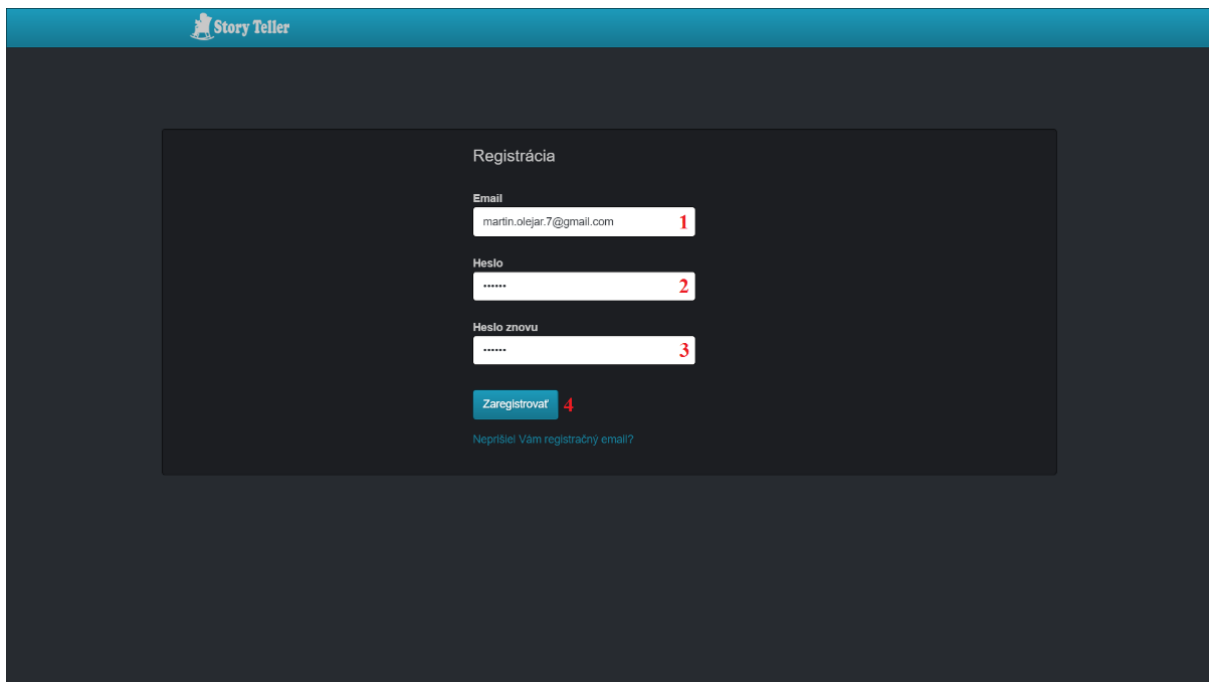 Story Teller
Registrácia
Email
martin.olejar.7@gmail.com 1
Heslo
•••••• 2
Heslo znovu
•••••• 3
Zaregistrovať 4
Neprišiel Vám registračný email?